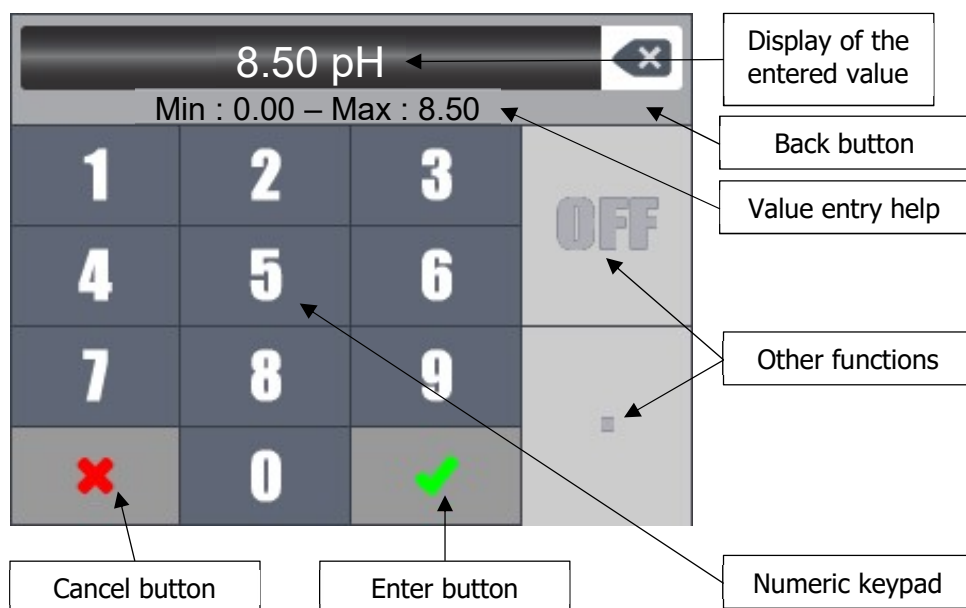 8.50 pH
Display of the
entered value
Min : 0.00 – Max : 8.50
Back button
1 2 3
OFF
Value entry help
4 5 6
7 8 9
.
Other functions
0
Cancel button
Enter button
Numeric keypad